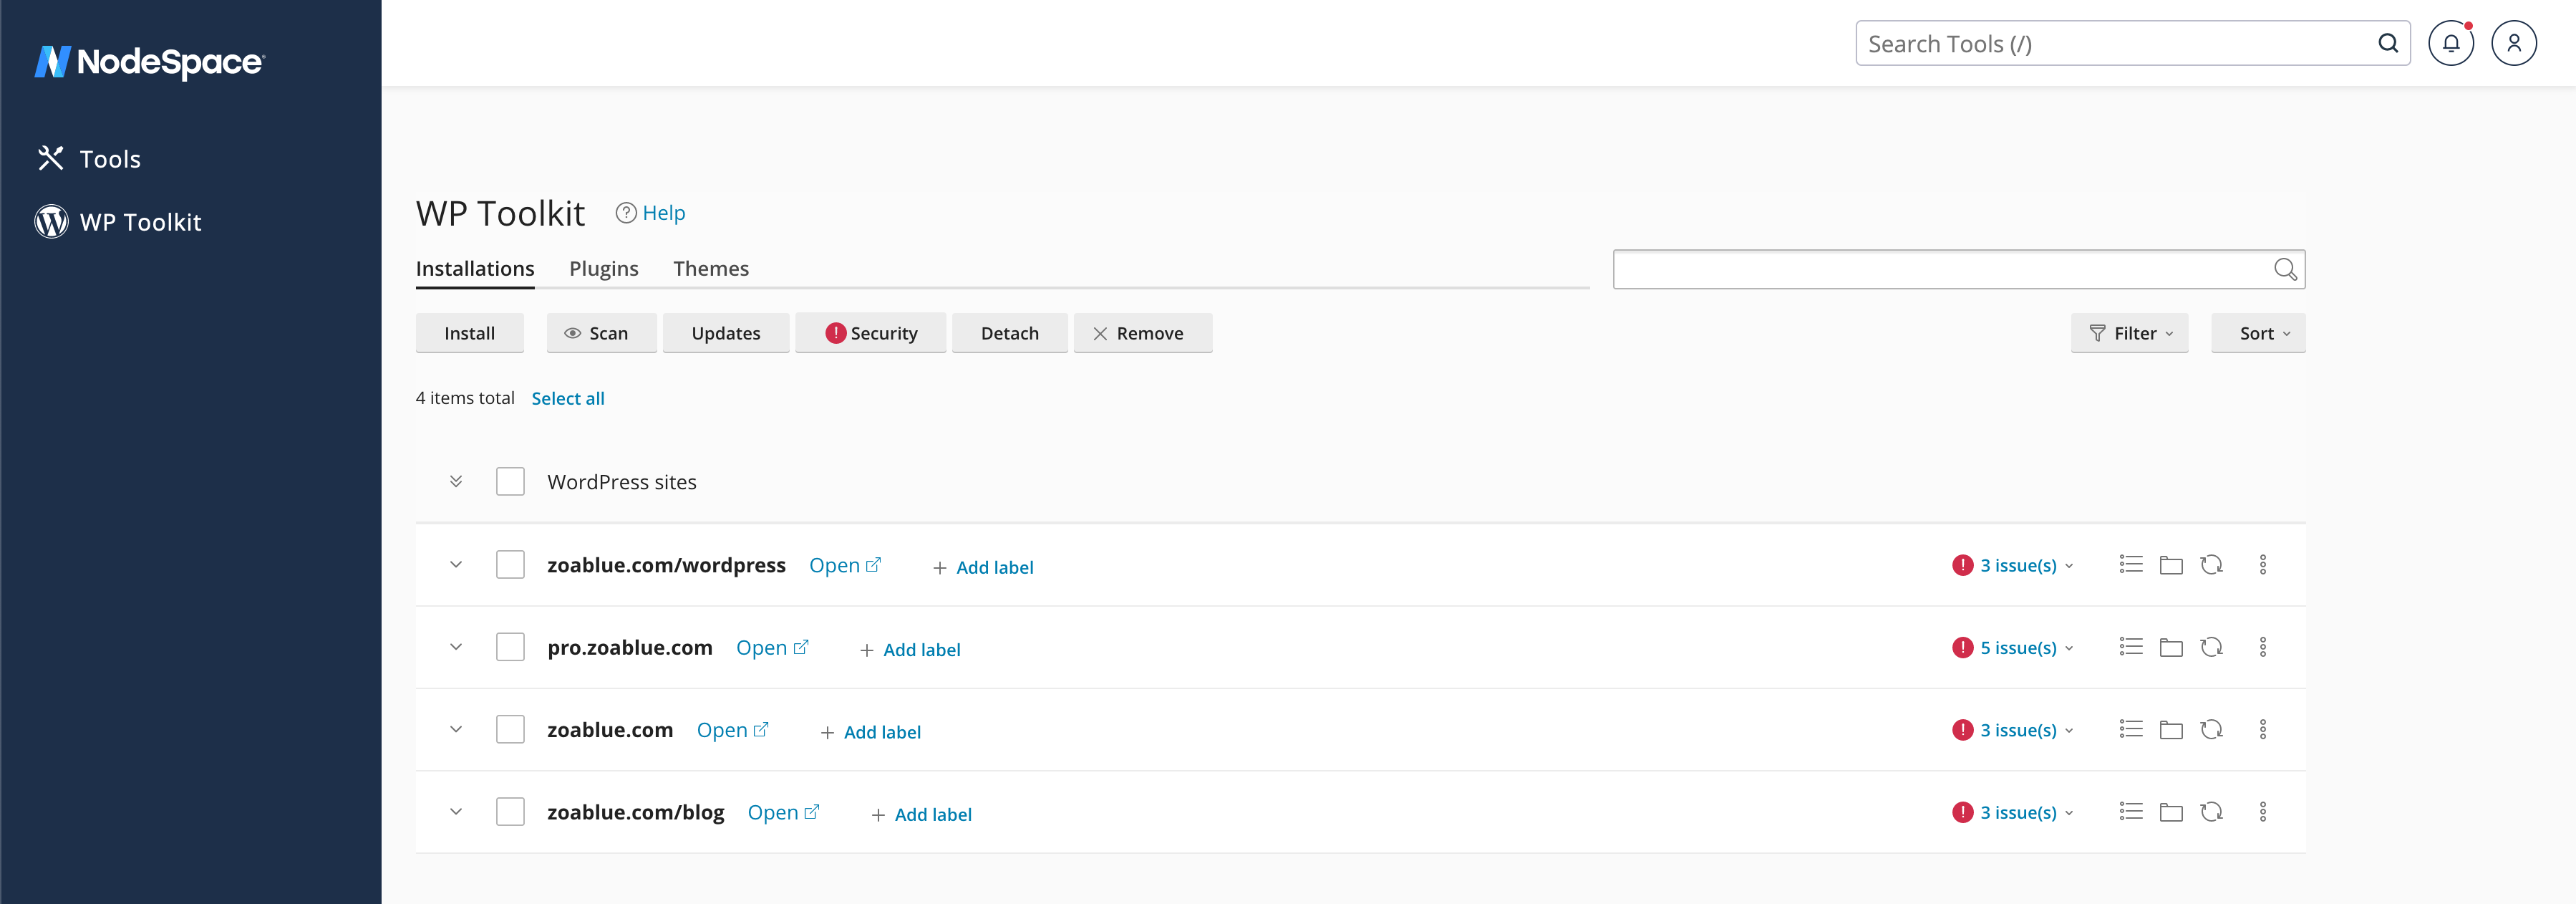 NodeSpace
Search Tools (/)
Tools
WP Toolkit
WP Toolkit Help
Installations Plugins Themes
Install Scan Updates Security Detach Remove Filter Sort
4 items total Select all
WordPress sites
zoablue.com/wordpress Open + Add label 3 issue(s)
pro.zoablue.com Open + Add label 5 issue(s)
zoablue.com Open + Add label 3 issue(s)
zoablue.com/blog Open + Add label 3 issue(s)